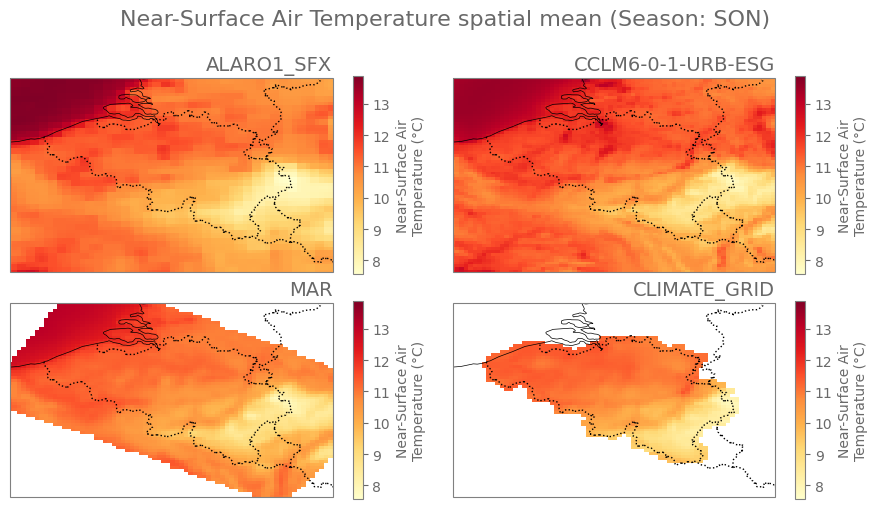 Near-Surface Air Temperature spatial mean (Season: SON)
ALARO1_SFX
13
12
11
10
9
8
Near-Surface Air
Temperature (°C)
CCLM6-0-1-URB-ESG
13
12
11
10
9
8
Near-Surface Air
Temperature (°C)
MAR
13
12
11
10
9
8
Near-Surface Air
Temperature (°C)
CLIMATE_GRID
13
12
11
10
9
8
Near-Surface Air
Temperature (°C)